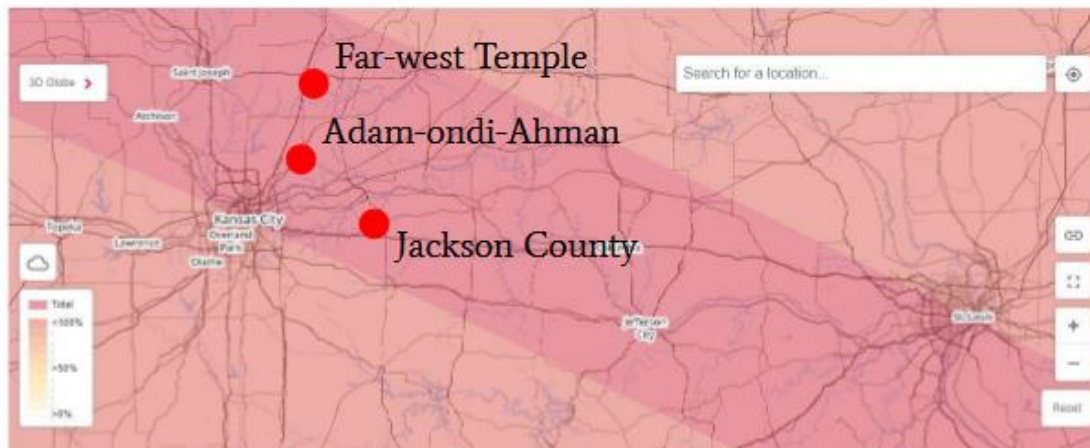 Far-west Temple
Saint Joseph
3D Globe
Search for a location...
Atchison
Adam-ondi-Ahman
Kansas City
Topeka
Lawrence
Overland
Park
Olathe
Jackson County
Total
<100%
>50%
>0%
Jefferson
City
St. Louis
Reset